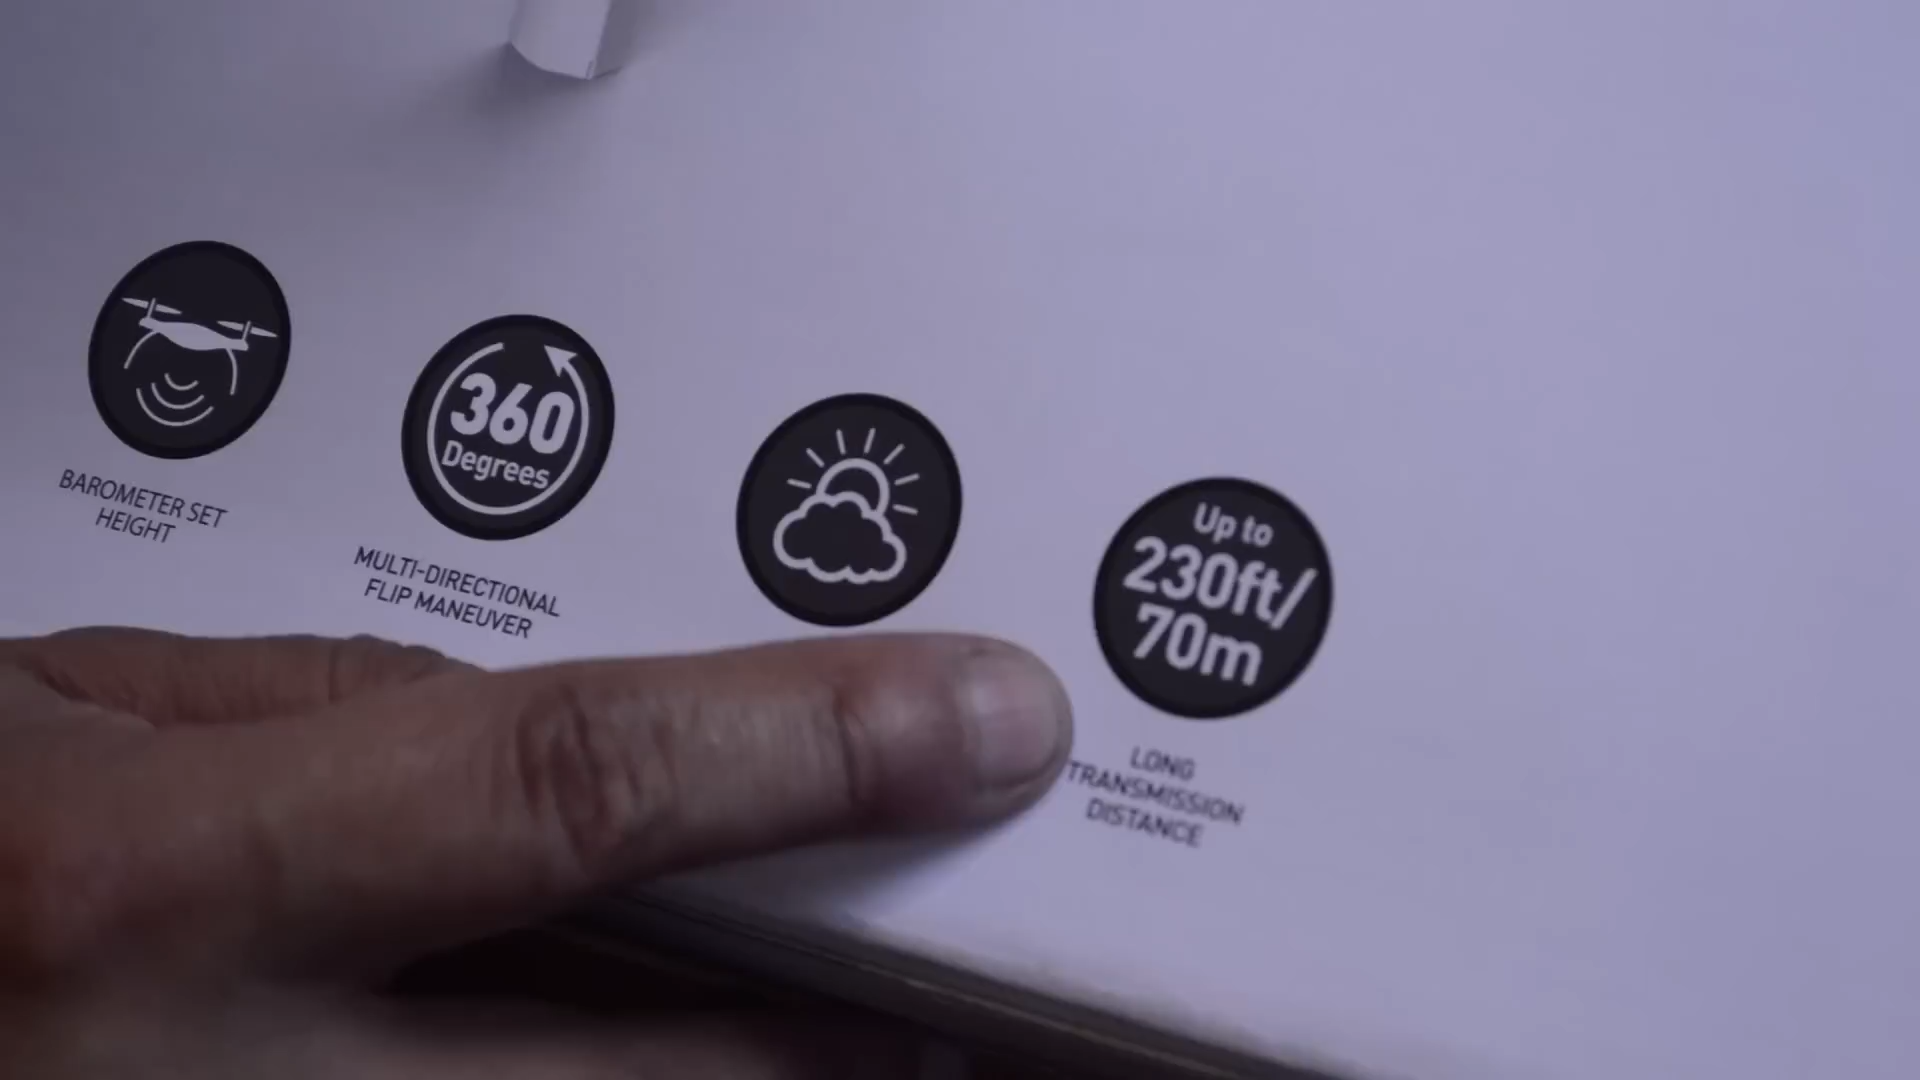 BAROMETER SET
HEIGHT
360
Degrees
MULTI-DIRECTIONAL
FLIP MANEUVER
Up to
230ft/
70m
LONG
TRANSMISSION
DISTANCE